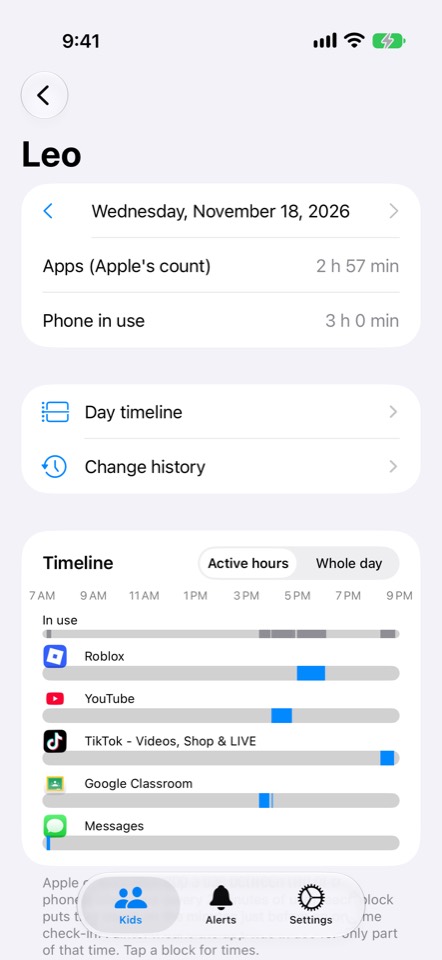 9:41
Leo
Wednesday, November 18, 2026
Apps (Apple's count) 2 h 57 min
Phone in use 3 h 0 min
Day timeline
Change history
Timeline Active hours Whole day
7 AM 9 AM 11 AM 1 PM 3 PM 5 PM 7 PM 9 PM
In use
Roblox
YouTube
TikTok - Videos, Shop & LIVE
Google Classroom
Messages
Apple
phone block
puts
check-in only part
of that time. Tap a block for times.
Kids Alerts Settings